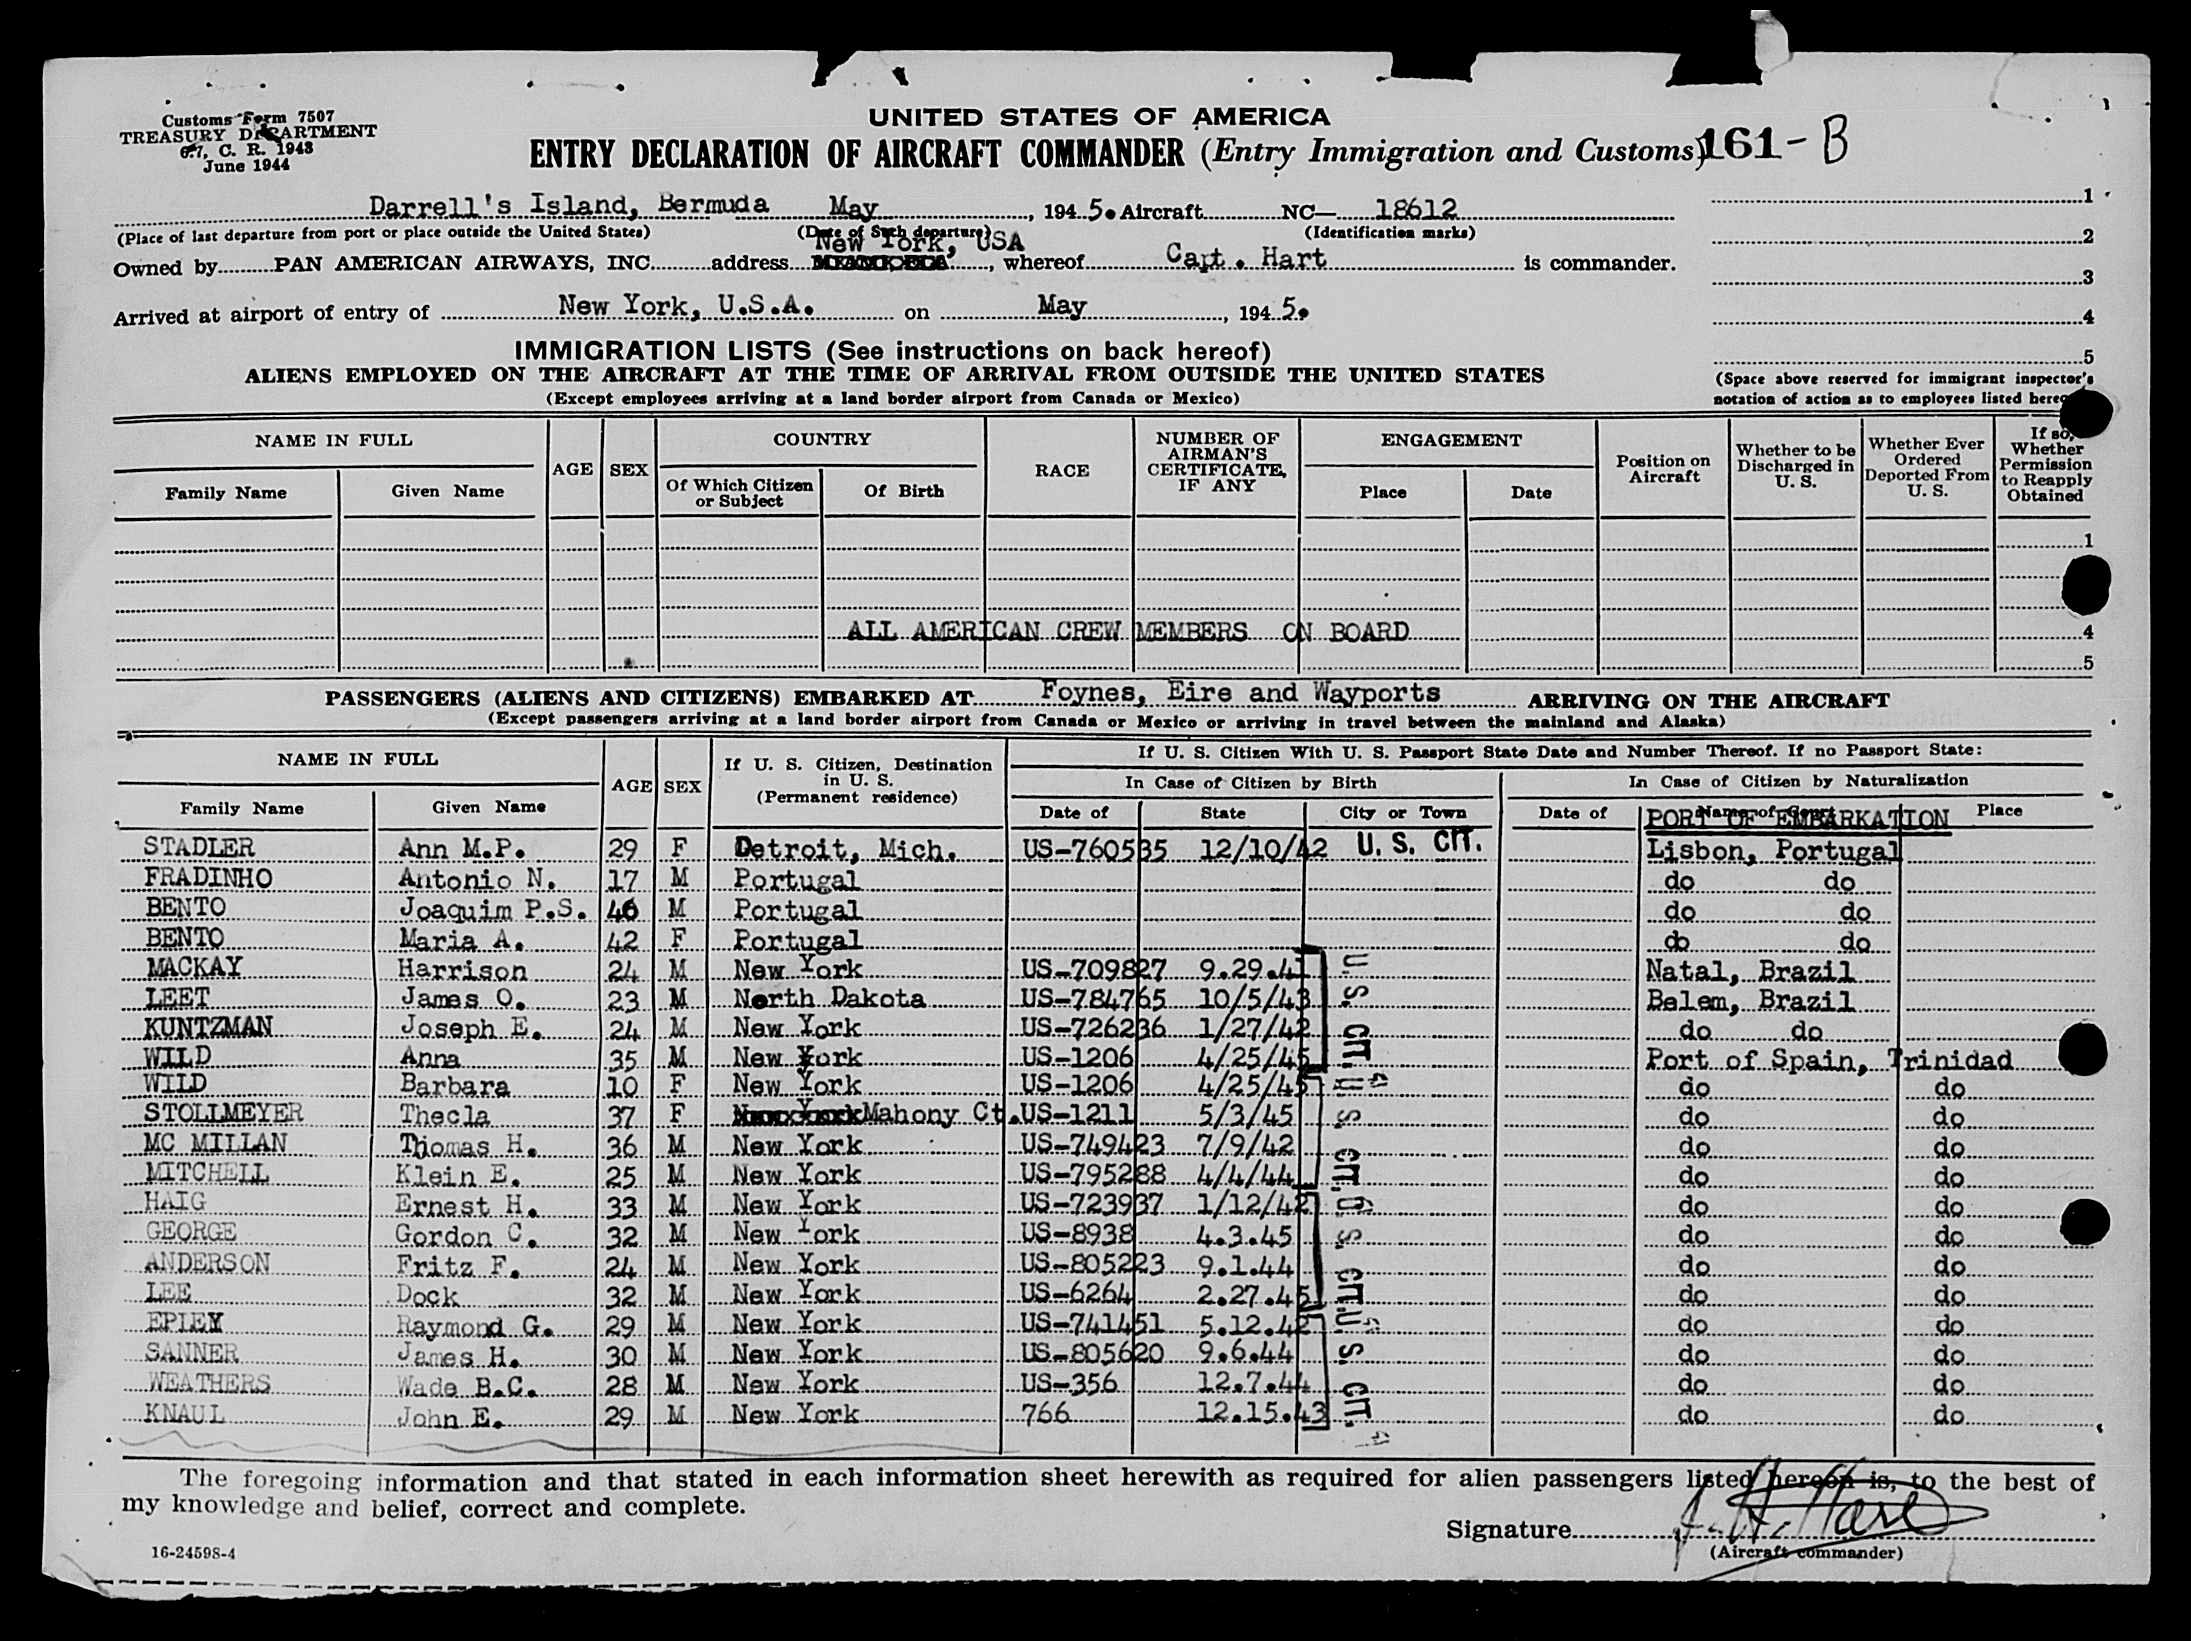 Customs Form 7507
TREASURY DEPARTMENT
6.7, C. R. 1943
June 1944
UNITED STATES OF AMERICA
ENTRY DECLARATION OF AIRCRAFT COMMANDER (Entry Immigration and Customs)
161-B
Darrell's Island, Bermuda May, 1945. Aircraft NC— 18612
(Place of last departure from port or place outside the United States) (Date of Such departure) (Identification marks)
New York, USA
Owned by PAN AMERICAN AIRWAYS, INC. address, whereof Capt. Hart is commander.
Arrived at airport of entry of New York, U.S.A. on May, 1945.
1
2
3
4
5
(Space above reserved for immigrant inspector's
notation of action as to employees listed
IMMIGRATION LISTS (See instructions on back hereof)
ALIENS EMPLOYED ON THE AIRCRAFT AT THE TIME OF ARRIVAL FROM OUTSIDE THE UNITED STATES
(Except employees arriving at a land border airport from Canada or Mexico)
NAME IN FULL AGE SEX COUNTRY RACE NUMBER OF AIRMAN'S CERTIFICATE, IF ANY ENGAGEMENT Position on Aircraft Whether to be Discharged in U. S. Whether Ever Ordered Deported From U. S. If so, Whether Permission to Reapply Obtained
Family Name Given Name Of Which Citizen or Subject Of Birth Place Date
1
ALL AMERICAN CREW MEMBERS ON BOARD 4
5
PASSENGERS (ALIENS AND CITIZENS) EMBARKED AT Foynes, Eire and Wayports ARRIVING ON THE AIRCRAFT
(Except passengers arriving at a land border airport from Canada or Mexico or arriving in travel between the mainland and Alaska)
NAME IN FULL AGE SEX If U. S. Citizen, Destination in U. S. (Permanent residence) If U. S. Citizen With U. S. Passport State Date and Number Thereof. If no Passport State:
In Case of Citizen by Birth In Case of Citizen by Naturalization
Family Name Given Name Date of State City or Town Date of Name of Court Place
PORT OF EMBARKATION
STADLER Ann M.P. 29 F Detroit, Mich. US-760535 12/10/42 U. S. CIT. Lisbon, Portugal
FRADINHO Antonio N. 17 M Portugal do do
BENTO Joaquim P.S. 46 M Portugal do do
BENTO Maria A. 42 F Portugal do do
MACKAY Harrison 24 M New York US-709827 9.29.41 U. S. CIT. Natal, Brazil
LEET James O. 23 M North Dakota US-784765 10/5/43 Belem, Brazil
KUNTZMAN Joseph E. 24 M New York US-726236 1/27/42 do do
WILD Anna 35 M New York US-1206 4/25/45 Port of Spain, Trinidad
WILD Barbara 10 F New York US-1206 4/25/45 U. S. CIT. do do
STOLLMEYER Thecla 37 F Mahony Ct. US-1211 5/3/45 do do
MC MILLAN Thomas H. 36 M New York US-749423 7/9/42 do do
MITCHELL Klein E. 25 M New York US-795288 4/4/44 do do
HAIG Ernest H. 33 M New York US-723937 1/12/42 U. S. CIT. do do
GEORGE Gordon C. 32 M New York US-8938 4.3.45 do do
ANDERSON Fritz F. 24 M New York US-805223 9.1.44 do do
LEE Dock 32 M New York US-6264 2.27.45 do do
EPLEY Raymond G. 29 M New York US-741451 5.12.42 U. S. CIT. do do
SANNER James H. 30 M New York US-805620 9.6.44 do do
WEATHERS Wade B.C. 28 M New York US-356 12.7.44 do do
KNAUL John E. 29 M New York 766 12.15.43 do do
The foregoing information and that stated in each information sheet herewith as required for alien passengers listed hereon is, to the best of
my knowledge and belief, correct and complete.
Signature
(Aircraft commander)
16-24598-4